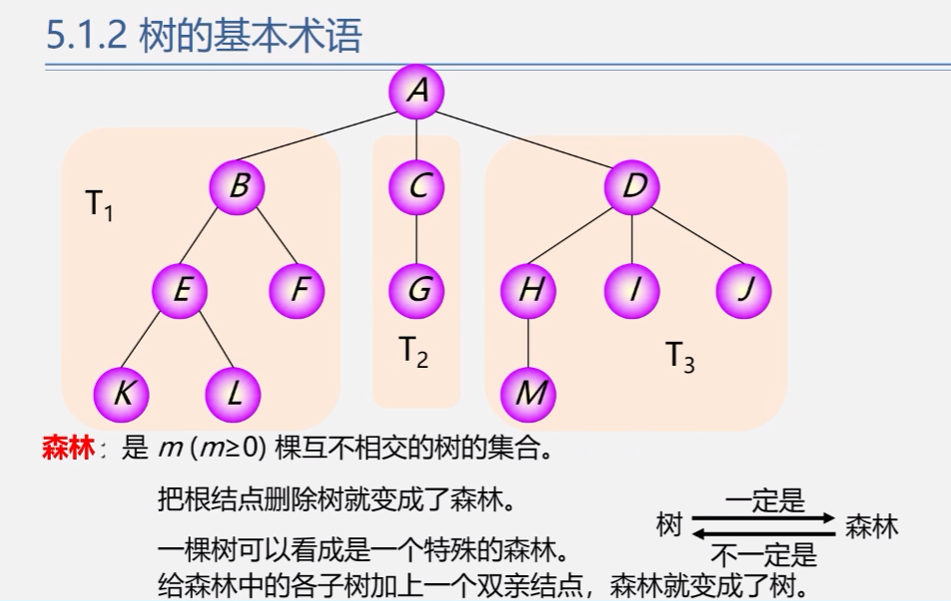 5.1.2 树的基本术语
A
T1
B
C
D
E
F
G
H
I
J
T2
T3
K
L
M
森林：是 m (m≥0) 棵互不相交的树的集合。
把根结点删除树就变成了森林。
一定是
树
森林
不一定是
一棵树可以看成是一个特殊的森林。
给森林中的各子树加上一个双亲结点，森林就变成了树。